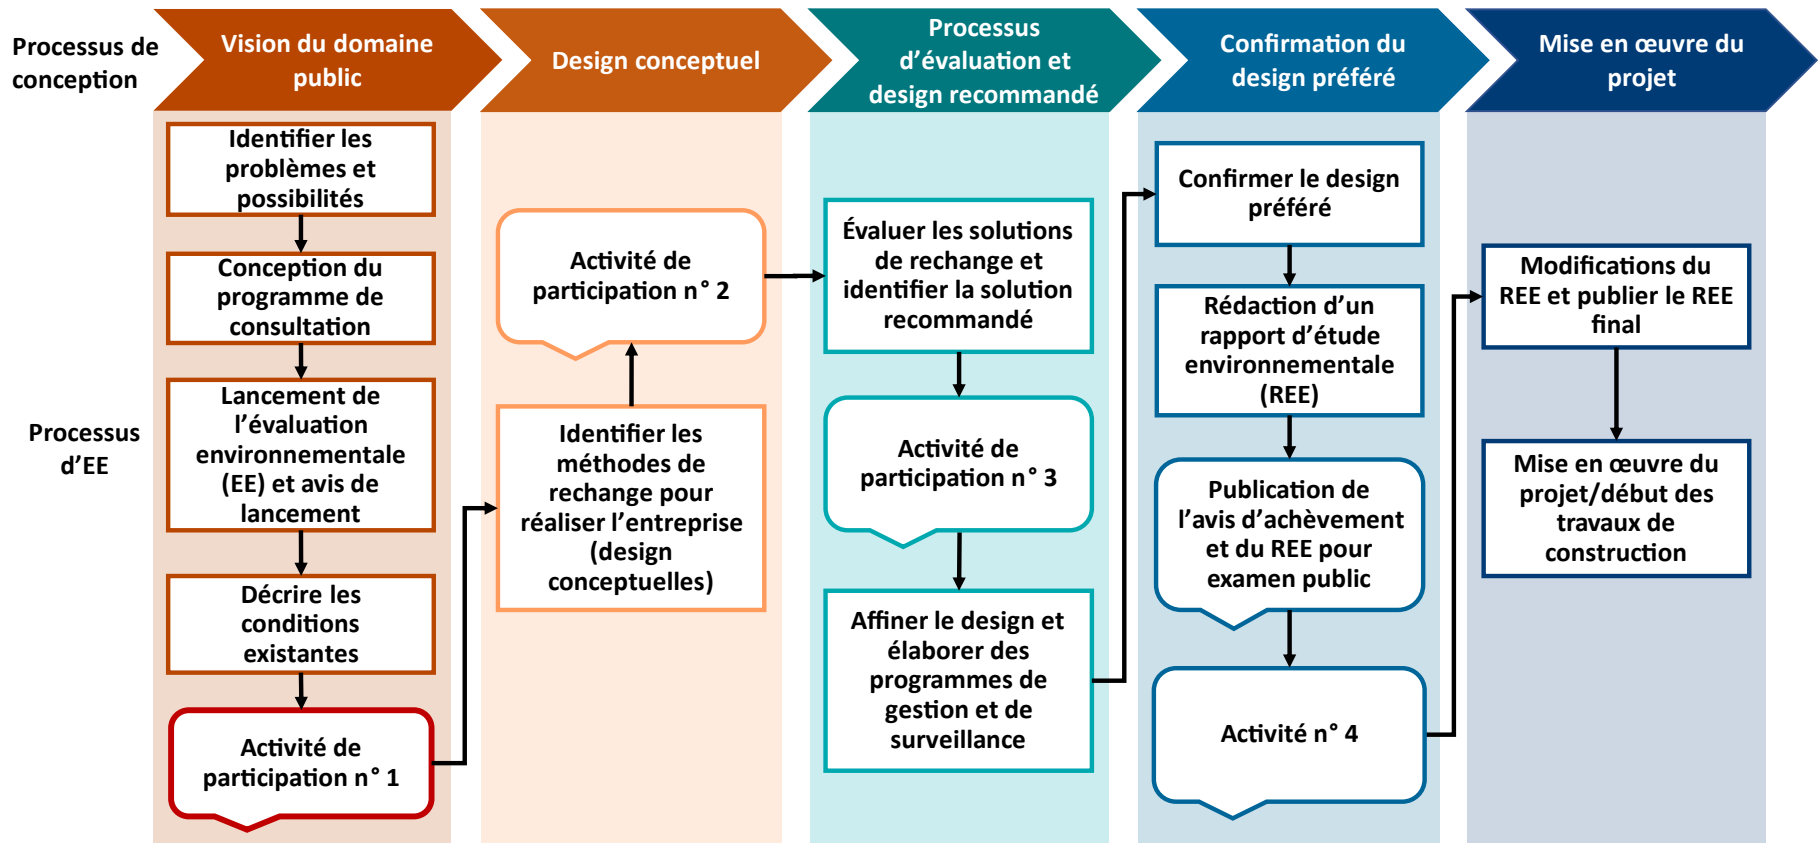 Processus de
conception
Vision du domaine
public
Design conceptuel
Processus
d’évaluation et
design recommandé
Confirmation du
design préféré
Mise en œuvre du
projet
Processus
d’EE
Identifier les
problèmes et
possibilités
Conception du
programme de
consultation
Lancement de
l’évaluation
environnementale
(EE) et avis de
lancement
Décrire les
conditions
existantes
Activité de
participation n° 1
Activité de
participation n° 2
Identifier les
méthodes de
rechange pour
réaliser l’entreprise
(design
conceptuelles)
Évaluer les solutions
de rechange et
identifier la solution
recommandé
Activité de
participation n° 3
Affiner le design et
élaborer des
programmes de
gestion et de
surveillance
Confirmer le design
préféré
Rédaction d’un
rapport d’étude
environnementale
(REE)
Publication de
l’avis d’achèvement
et du REE pour
examen public
Activité n° 4
Modifications du
REE et publier le REE
final
Mise en œuvre du
projet/début des
travaux de
construction